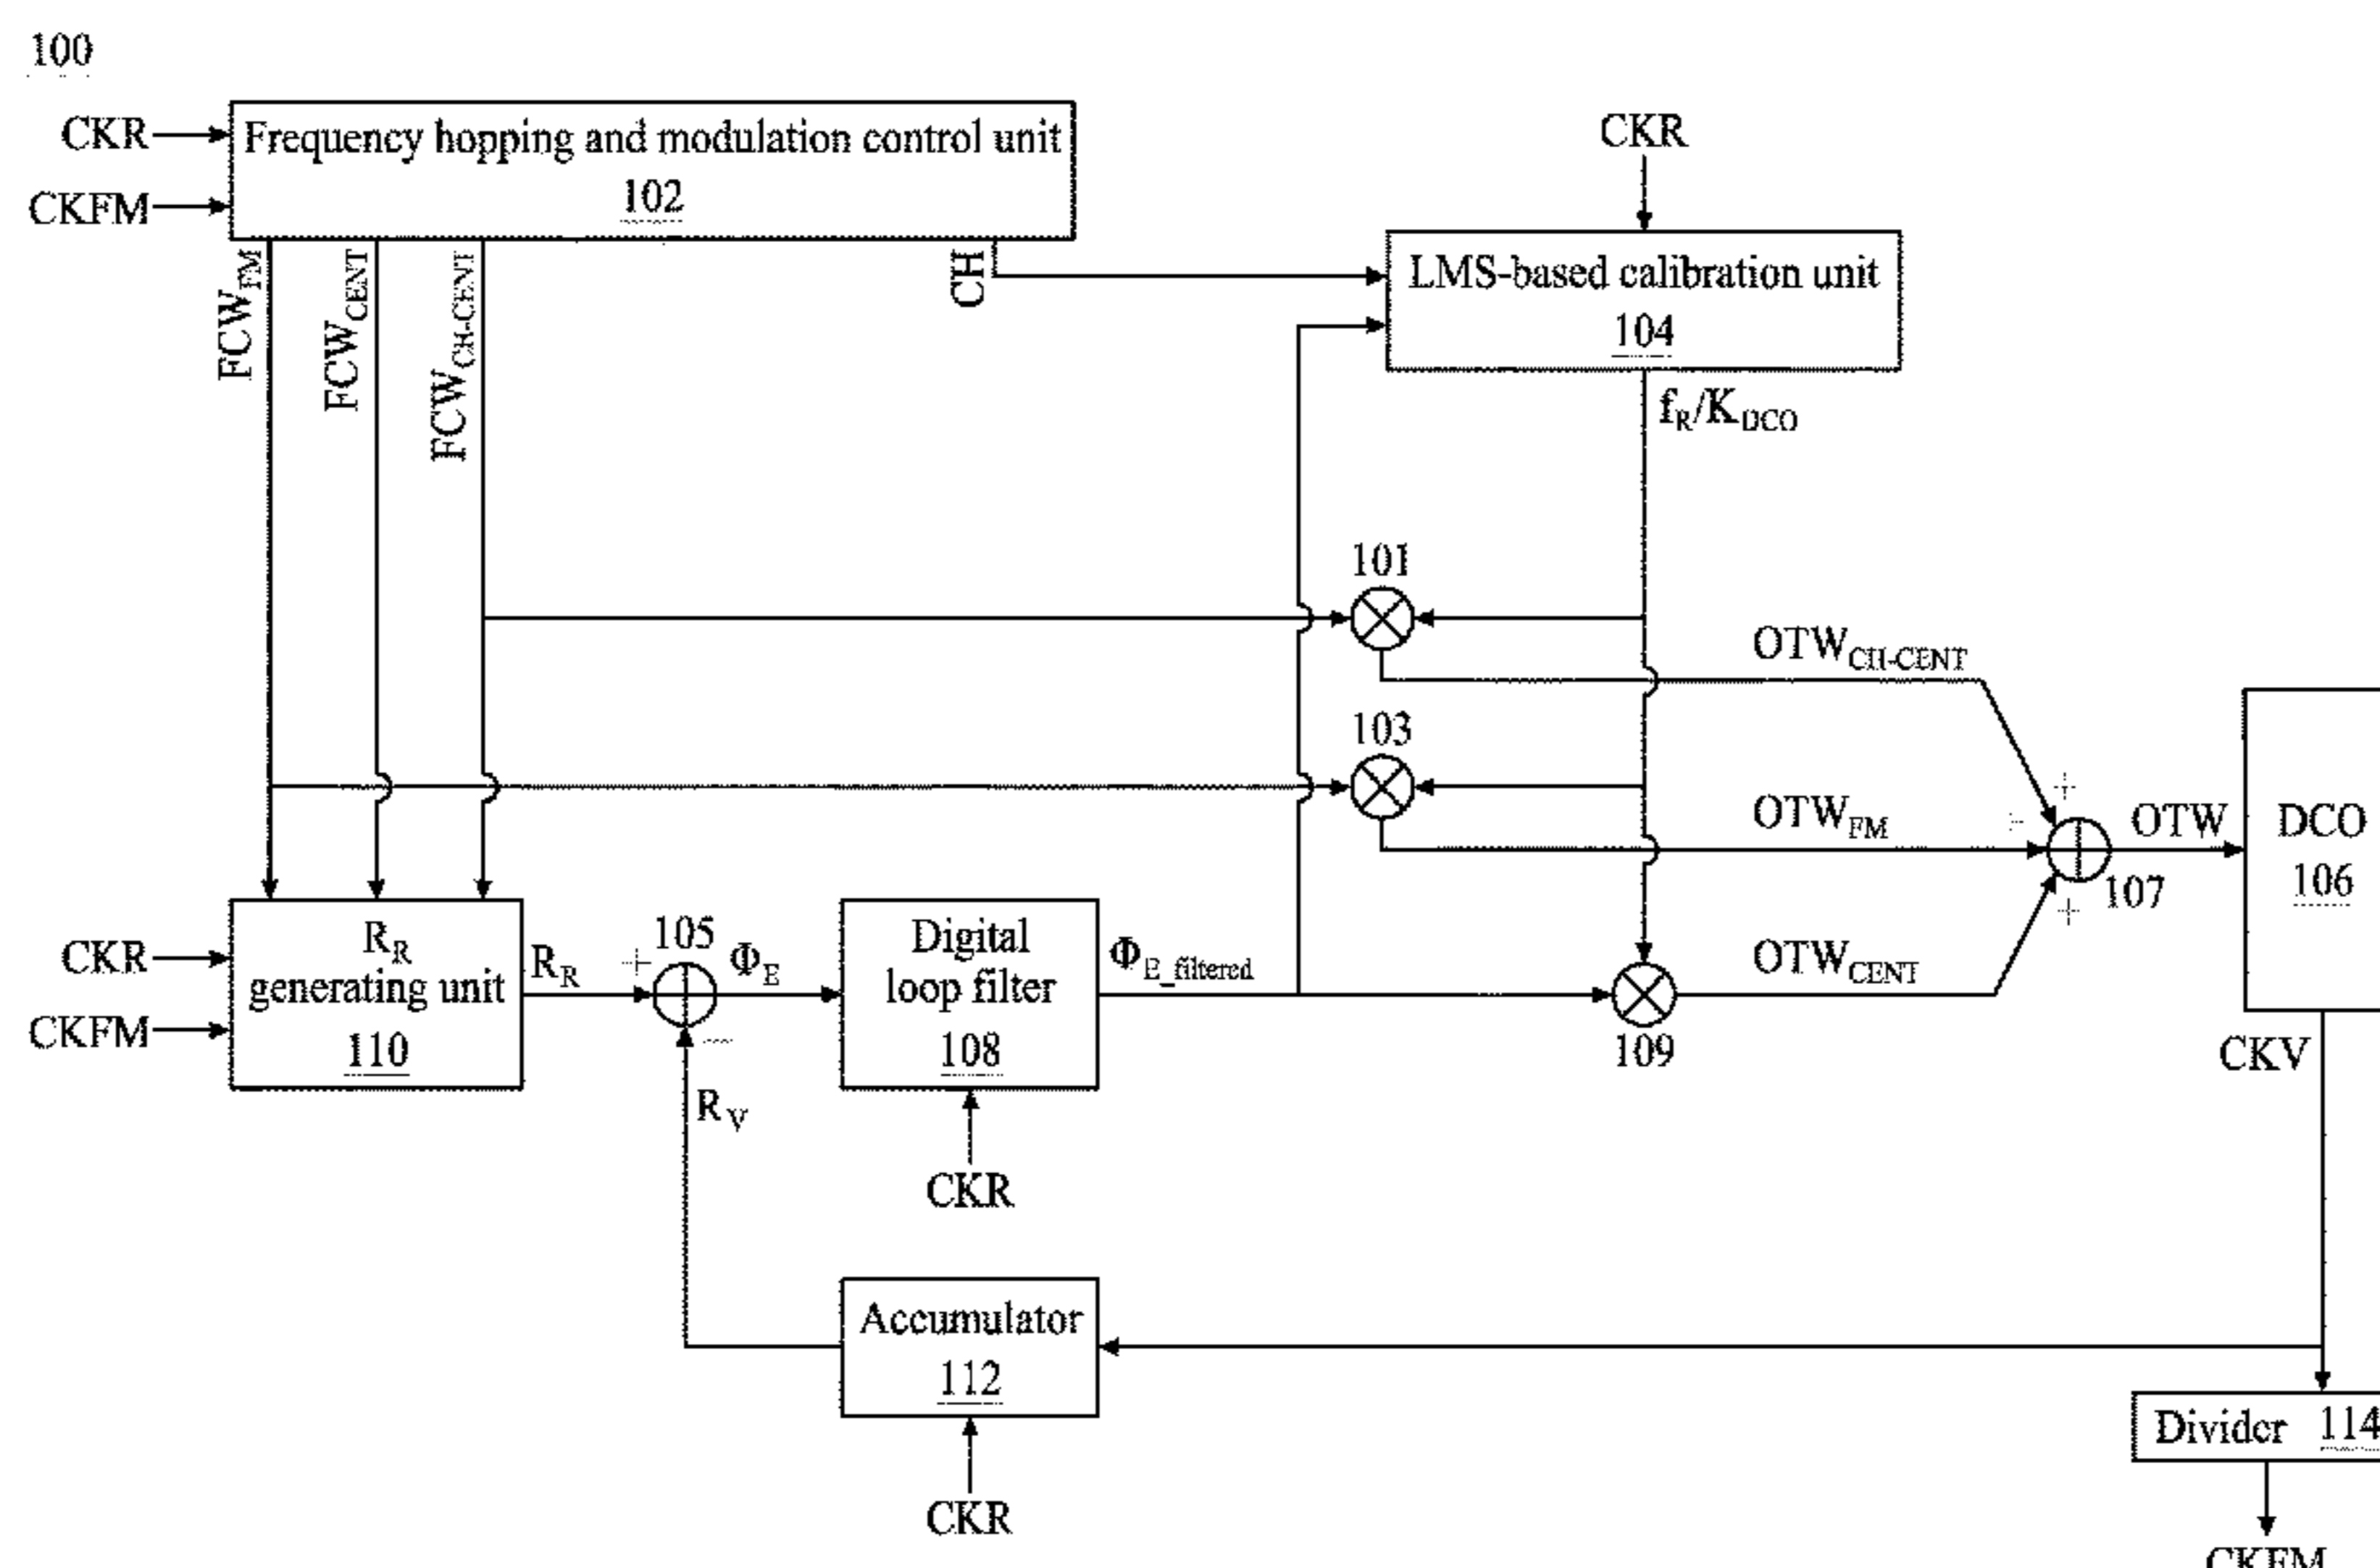 100
CKR
CKFM
Frequency hopping and modulation control unit
102
FCW_FM
FCW_CENT
FCW_CH-CENT
CH
CKR
LMS-based calibration unit
104
f_R/K_DCO
101
OTW_CH-CENT
+
103
OTW_FM
+
OTW
DCO
106
107
+
CKR
CKFM
R_R
generating unit
110
R_R
+
105
Φ_E
−
Digital
loop filter
108
Φ_E_filtered
OTW_CENT
109
CKV
R_V
CKR
Accumulator
112
CKR
Divider 114
CKFM